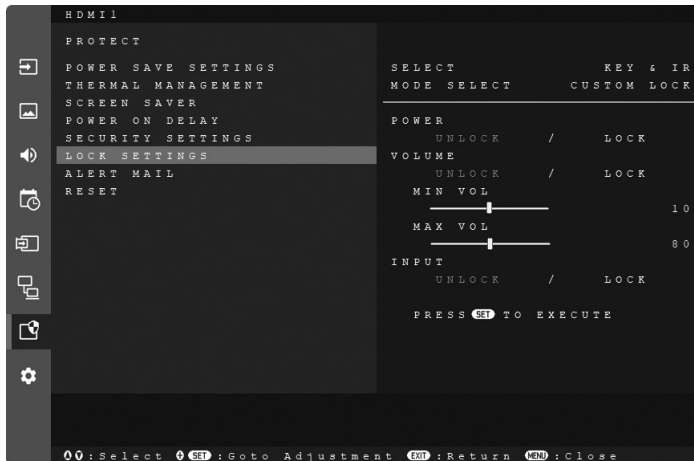 HDMI1
PROTECT
POWER SAVE SETTINGS
THERMAL MANAGEMENT
SCREEN SAVER
POWER ON DELAY
SECURITY SETTINGS
LOCK SETTINGS
ALERT MAIL
RESET
SELECT KEY & IR
MODE SELECT CUSTOM LOCK
POWER
UNLOCK / LOCK
VOLUME
UNLOCK / LOCK
MIN VOL
10
MAX VOL
80
INPUT
UNLOCK / LOCK
PRESS SET TO EXECUTE
:Select SET :Goto Adjustment EXIT :Return MENU :Close